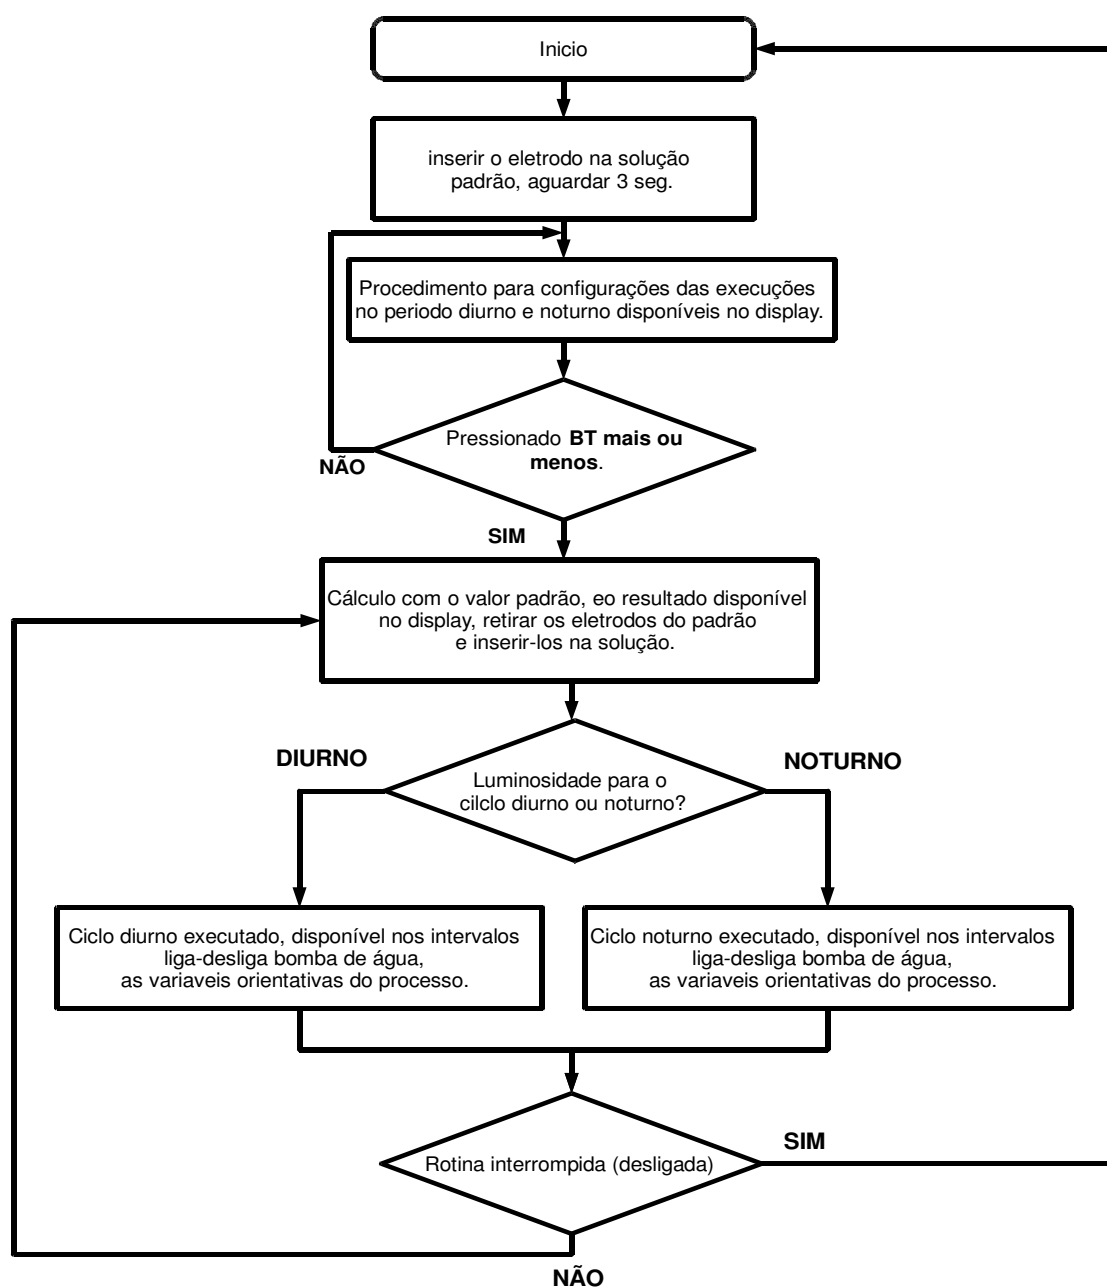 Inicio
inserir o eletrodo na solução
padrão, aguardar 3 seg.
Procedimento para configurações das execuções
no periodo diurno e noturno disponíveis no display.
Pressionado BT mais ou
menos.
NÃO
SIM
Cálculo com o valor padrão, eo resultado disponível
no display, retirar os eletrodos do padrão
e inserir-los na solução.
DIURNO
NOTURNO
Luminosidade para o
cilclo diurno ou noturno?
Ciclo diurno executado, disponível nos intervalos
liga-desliga bomba de água,
as variaveis orientativas do processo.
Ciclo noturno executado, disponível nos intervalos
liga-desliga bomba de água,
as variaveis orientativas do processo.
SIM
Rotina interrompida (desligada)
NÃO